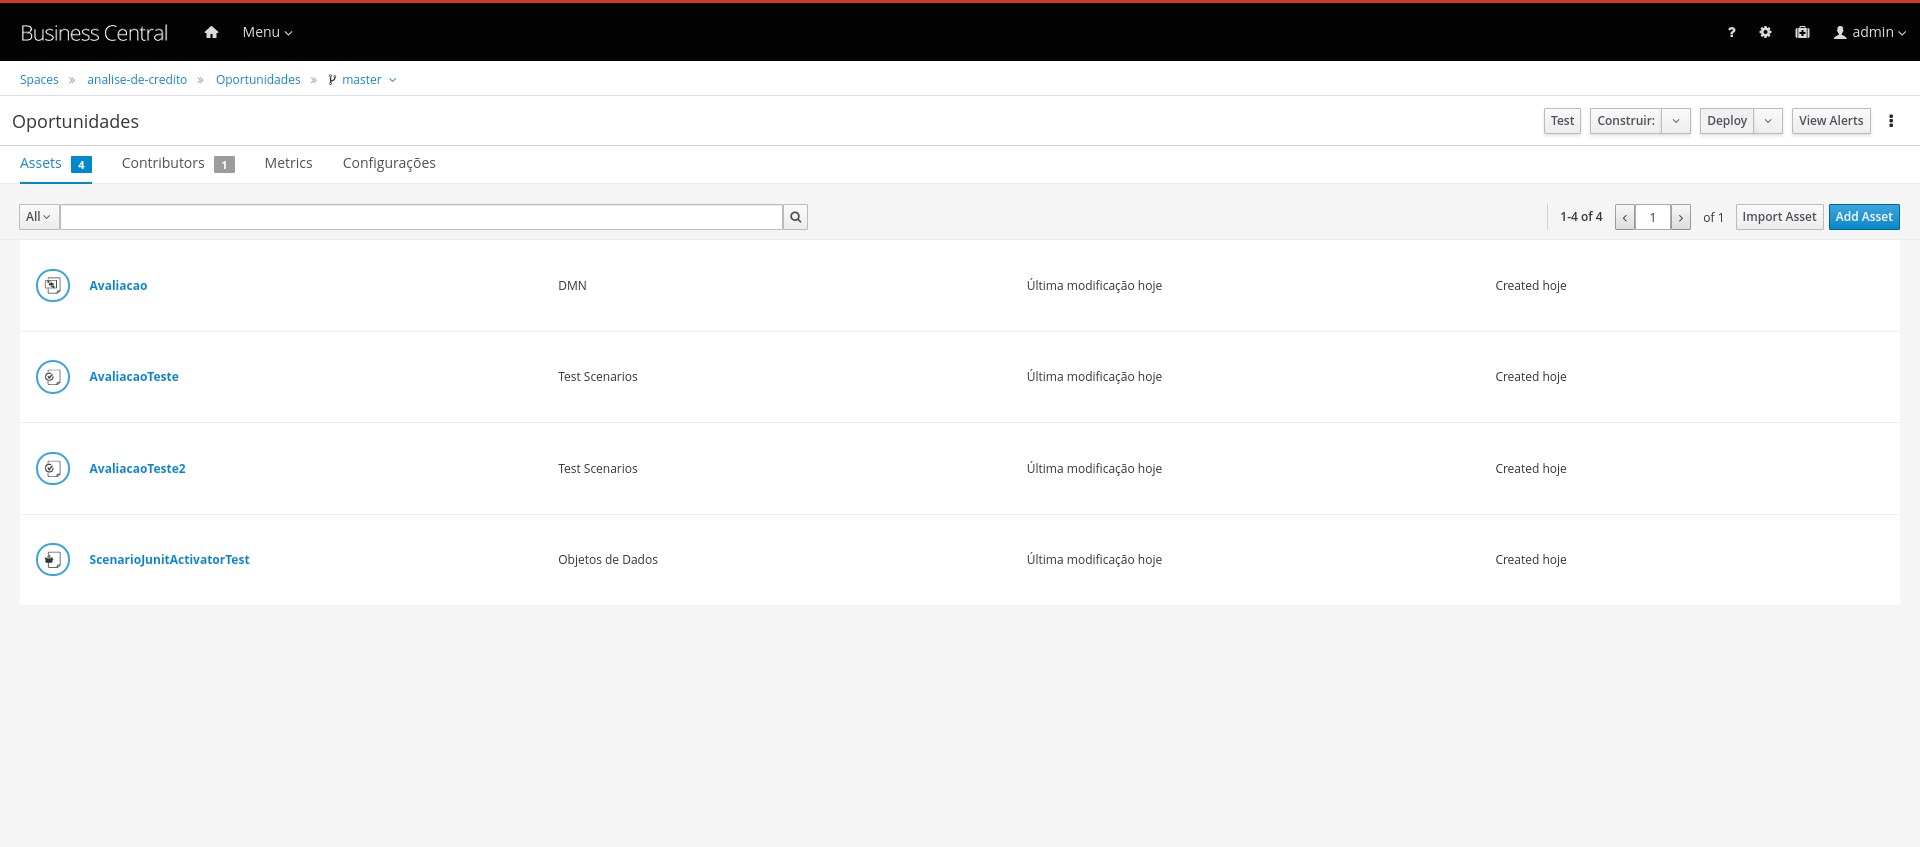 Business Central Menu ? admin
Spaces » analise-de-credito » Oportunidades » master
Oportunidades Test Construir: Deploy View Alerts
Assets 4 Contributors 1 Metrics Configurações
All 1-4 of 4 < 1 > of 1 Import Asset Add Asset
Avaliacao DMN Última modificação hoje Created hoje
AvaliacaoTeste Test Scenarios Última modificação hoje Created hoje
AvaliacaoTeste2 Test Scenarios Última modificação hoje Created hoje
ScenarioJunitActivatorTest Objetos de Dados Última modificação hoje Created hoje